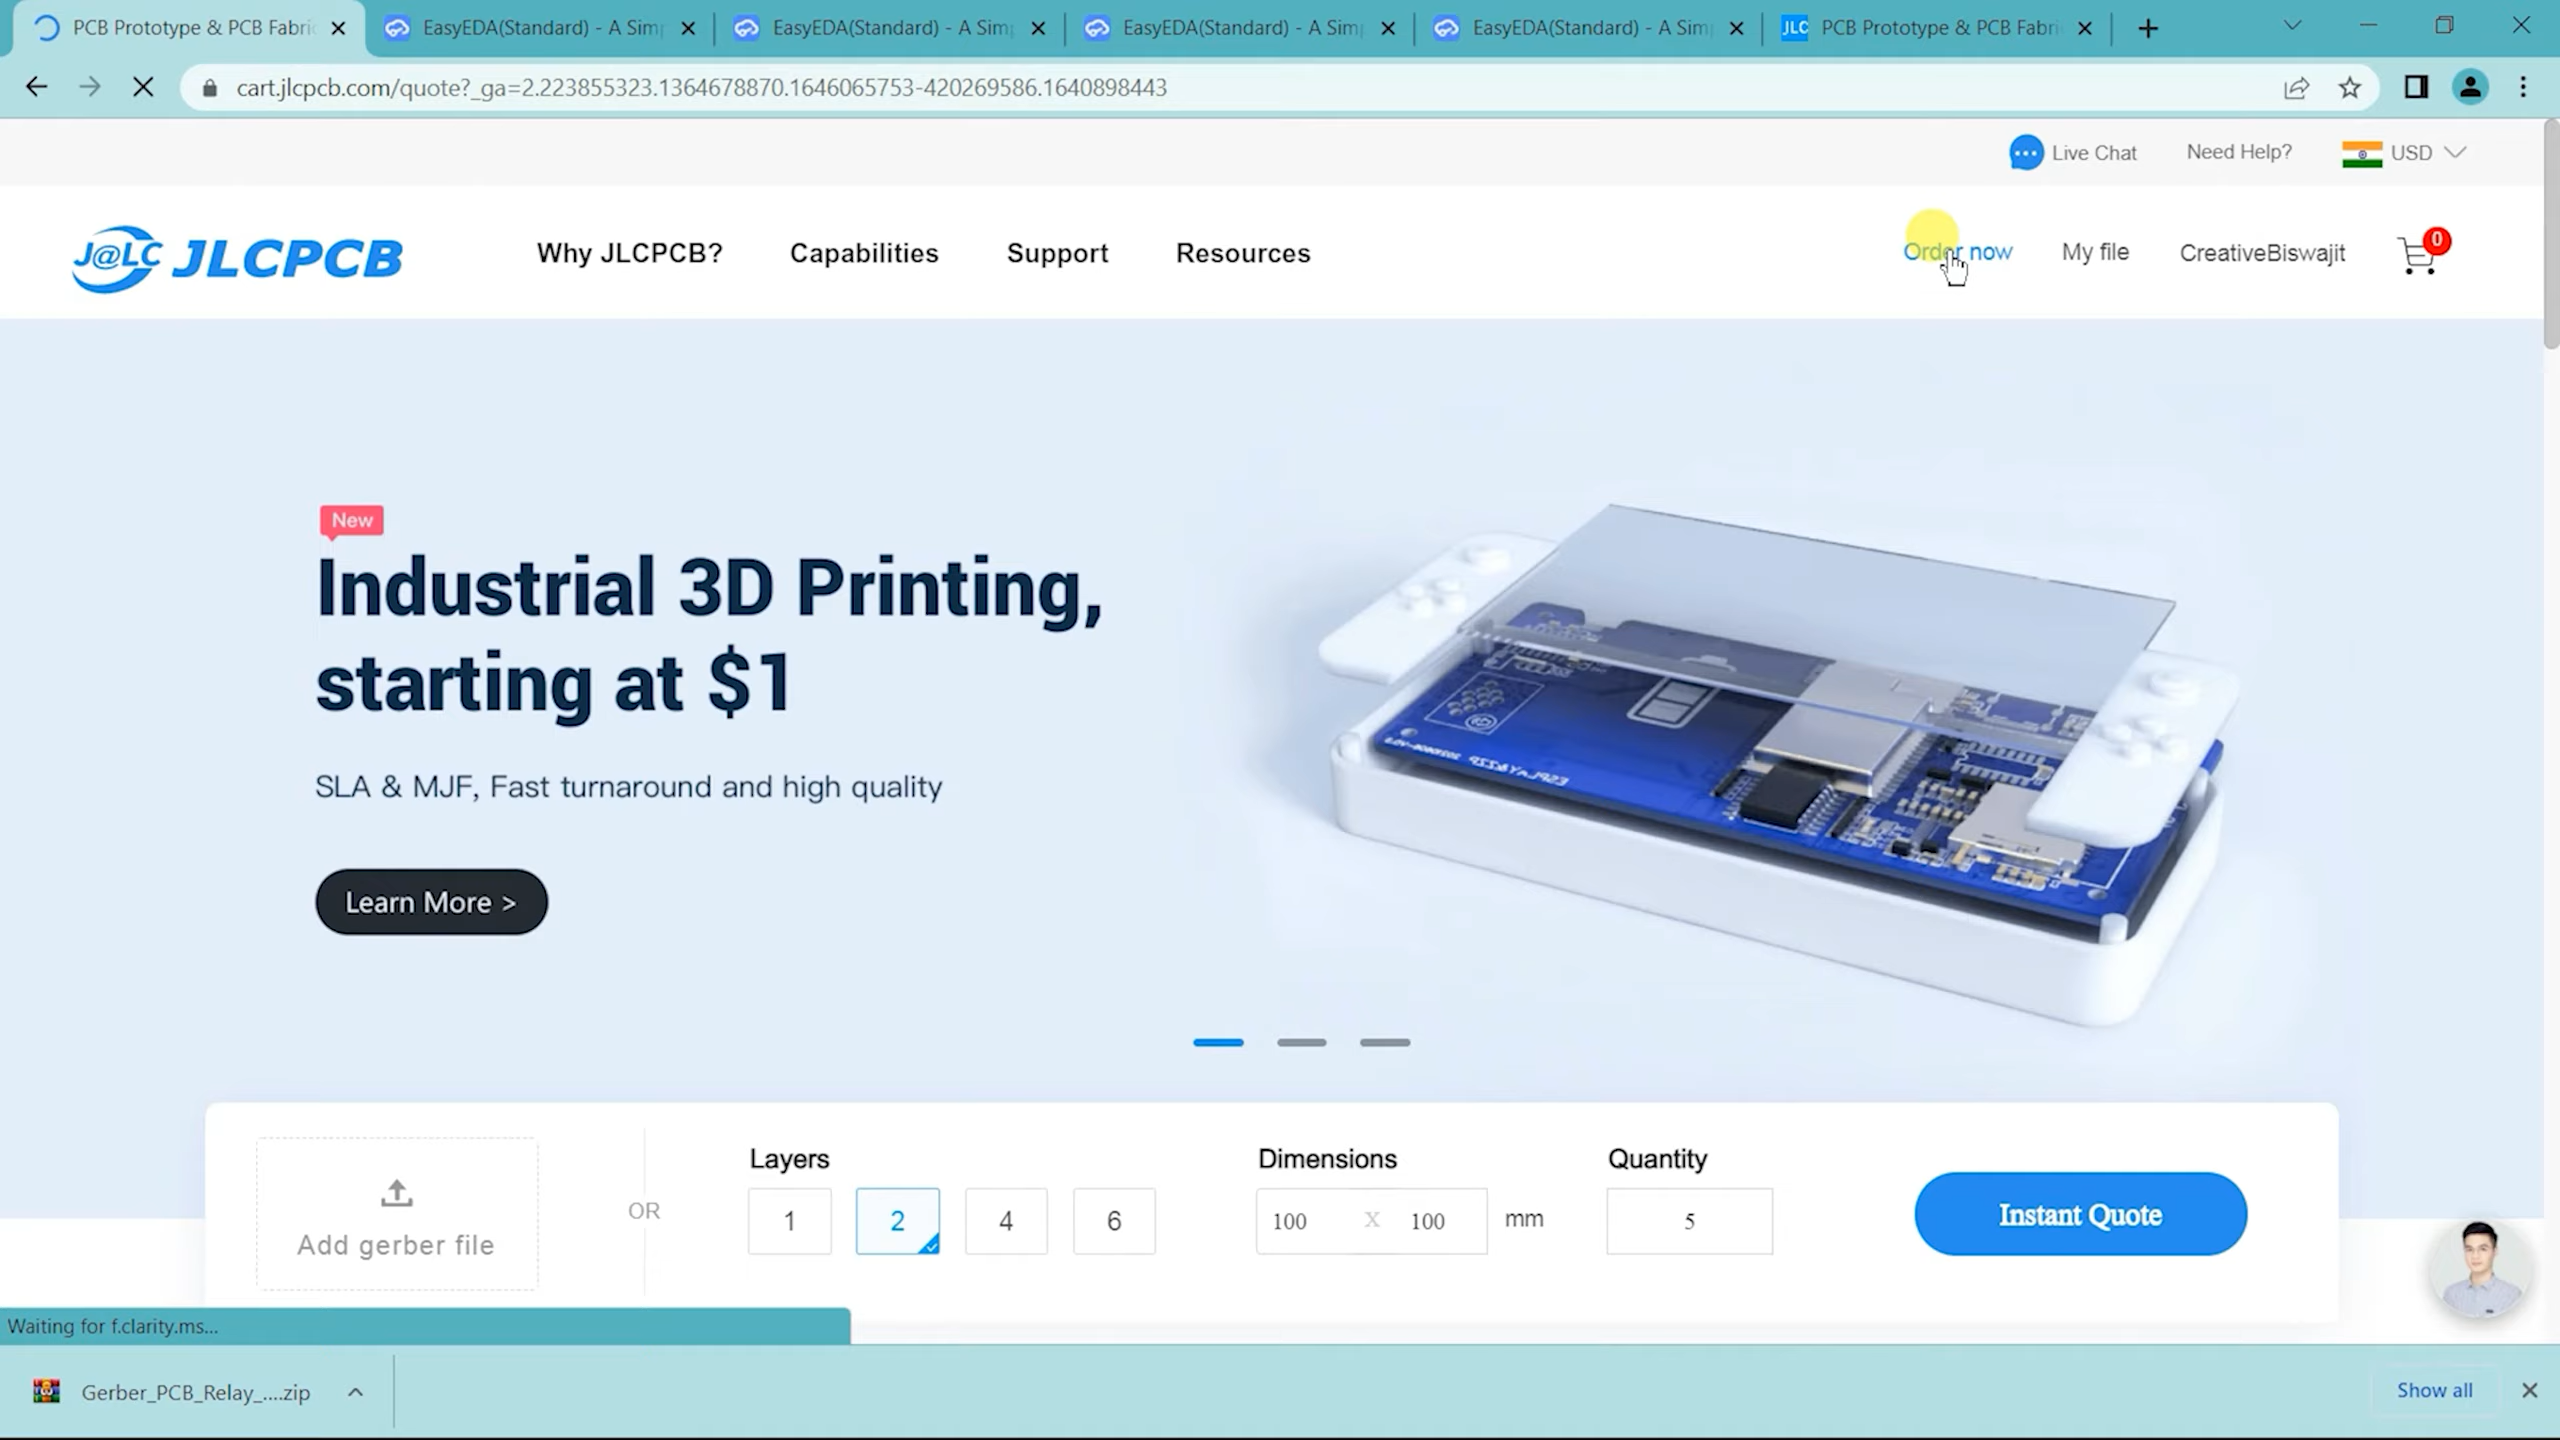 PCB Prototype & PCB Fabric
EasyEDA(Standard) - A Simp
EasyEDA(Standard) - A Simp
EasyEDA(Standard) - A Simp
EasyEDA(Standard) - A Sim
JLC PCB Prototype & PCB Fabri
cart.jlcpcb.com/quote?_ga=2.223855323.1364678870.1646065753-420269586.1640898443
Live Chat
Need Help?
USD
J@LC JLCPCB
Why JLCPCB?
Capabilities
Support
Resources
Order now
My file
CreativeBiswajit
0
New
Industrial 3D Printing,
starting at $1
SLA & MJF, Fast turnaround and high quality
Learn More >
Add gerber file
OR
Layers
1 2 4 6
Dimensions
100 X 100 mm
Quantity
5
Instant Quote
Waiting for f.clarity.ms...
Gerber_PCB_Relay_....zip
Show all